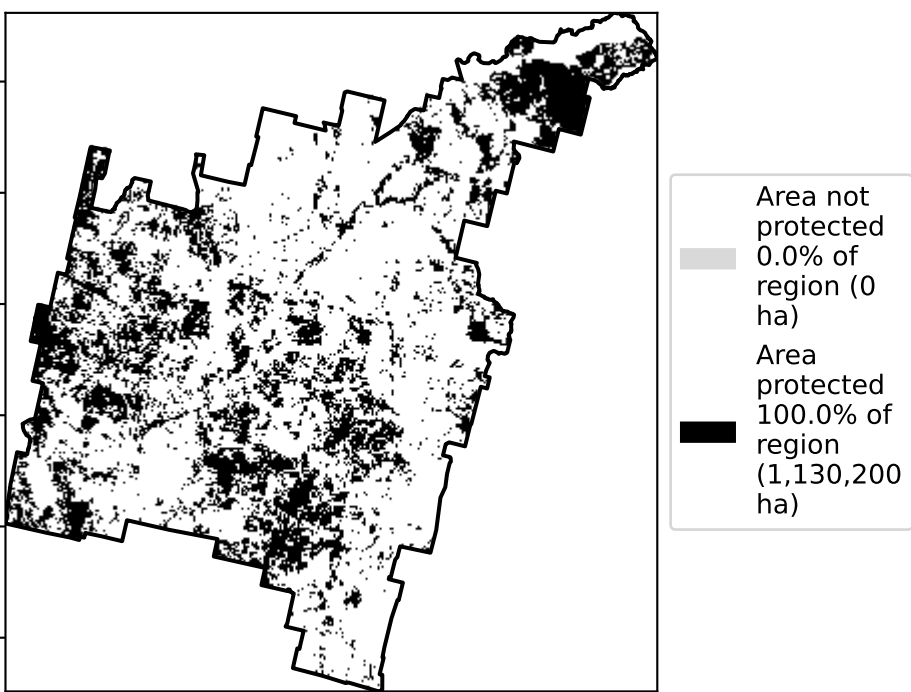 Area not
protected
0.0% of
region (0
ha)
Area
protected
100.0% of
region
(1,130,200
ha)